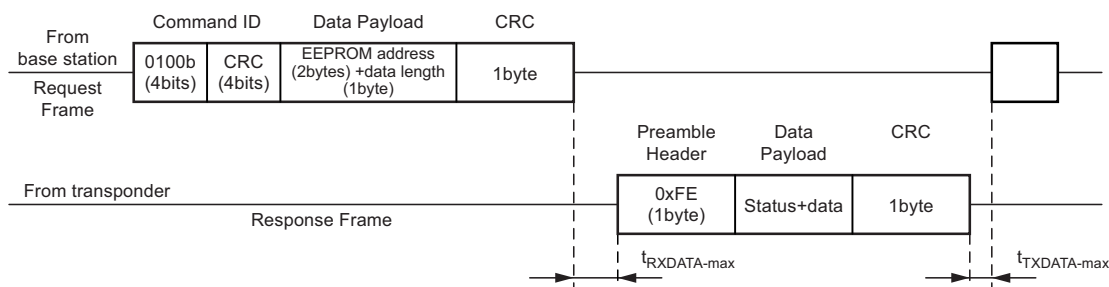 Command ID Data Payload CRC
From
base station
Request
Frame
0100b
(4bits)
CRC
(4bits)
EEPROM address
(2bytes) +data length
(1byte)
1byte
Preamble
Header
Data
Payload
CRC
From transponder
Response Frame
0xFE
(1byte)
Status+data
1byte
tRXDATA-max
tTXDATA-max